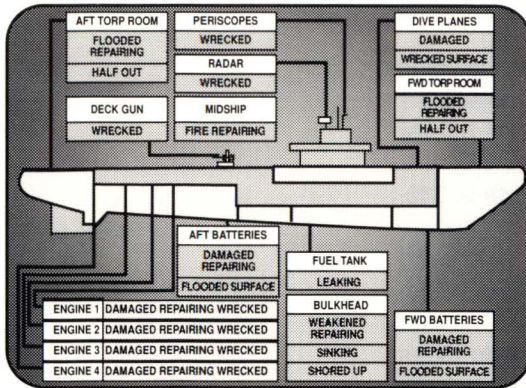 AFT TORP ROOM
FLOODED
REPAIRING
HALF OUT
PERISCOPES
WRECKED
RADAR
WRECKED
DIVE PLANES
DAMAGED
WRECKED SURFACE
FWD TORP ROOM
FLOODED
REPAIRING
HALF OUT
DECK GUN
WRECKED
MIDSHIP
FIRE REPAIRING
AFT BATTERIES
DAMAGED
REPAIRING
FLOODED SURFACE
FUEL TANK
LEAKING
BULKHEAD
WEAKENED
REPAIRING
SINKING
SHORED UP
FWD BATTERIES
DAMAGED
REPAIRING
FLOODED SURFACE
ENGINE 1 DAMAGED REPAIRING WRECKED
ENGINE 2 DAMAGED REPAIRING WRECKED
ENGINE 3 DAMAGED REPAIRING WRECKED
ENGINE 4 DAMAGED REPAIRING WRECKED